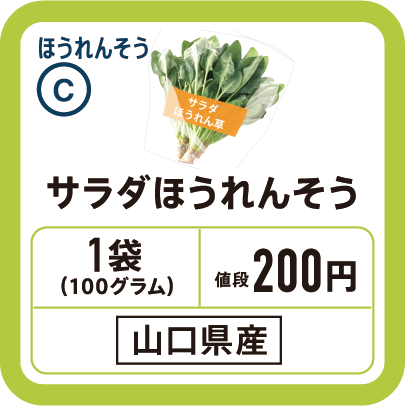 ほうれんそう
C
サラダ
ほうれん草
サラダほうれんそう
1袋
(100グラム)
値段200円
山口県産